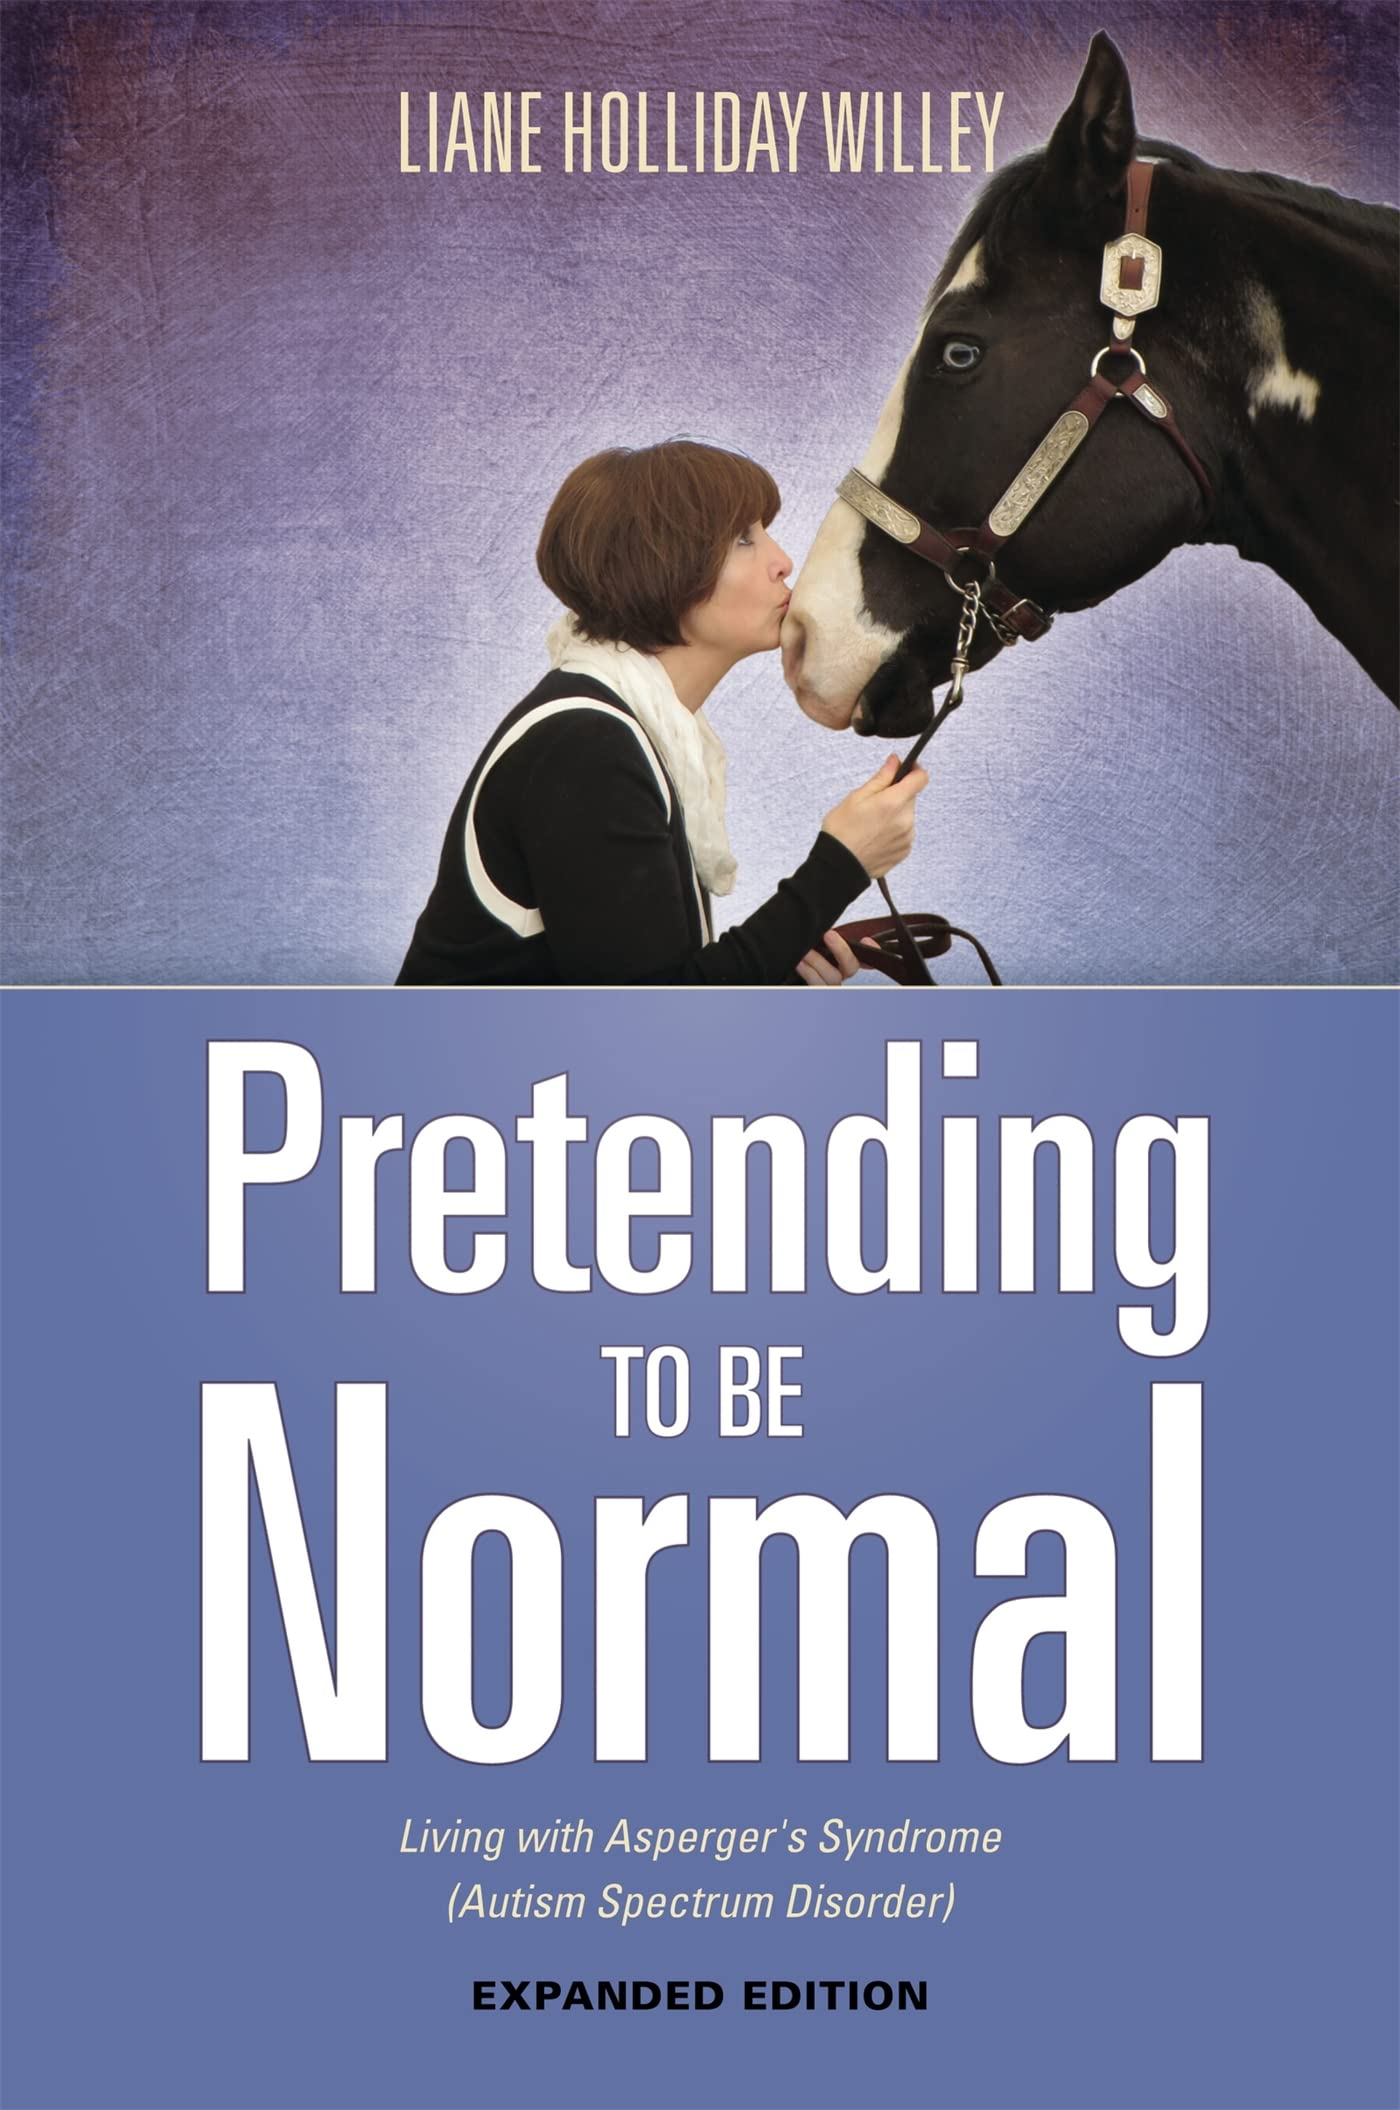 LIANE HOLLIDAY WILLEY
Pretending
TO BE
Normal
Living with Asperger's Syndrome
(Autism Spectrum Disorder)
EXPANDED EDITION